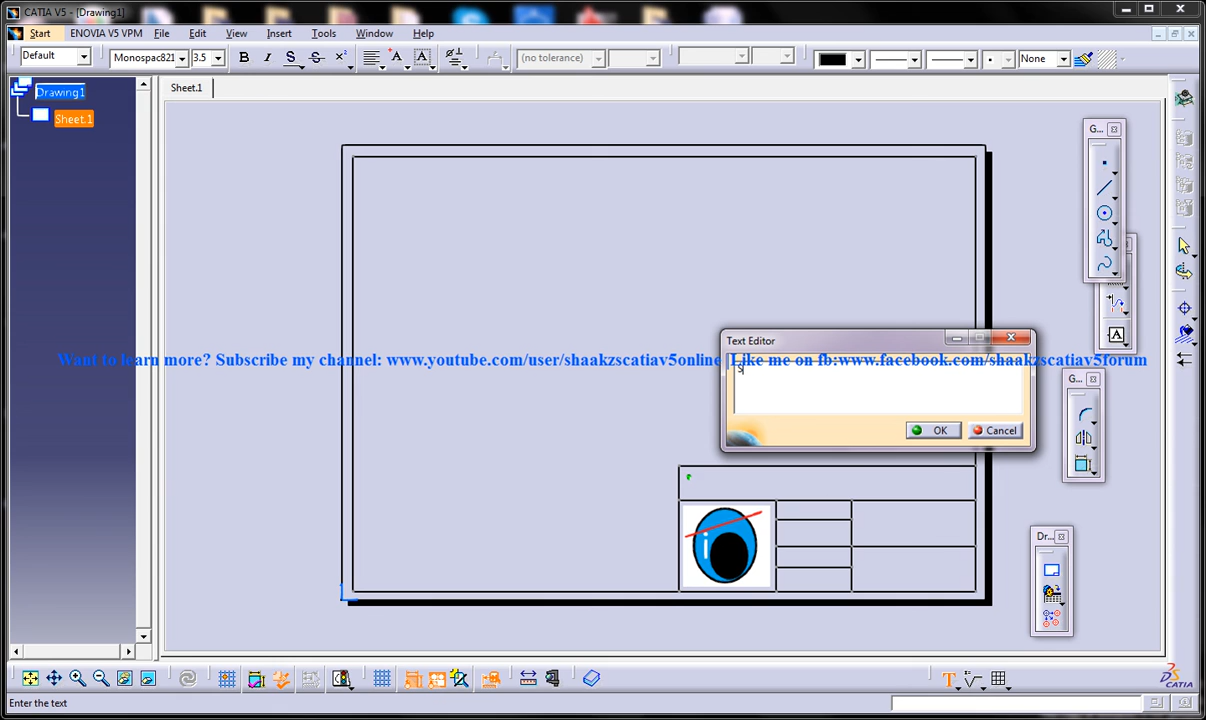 CATIA V5 - [Drawing1]
Start ENOVIA V5 VPM File Edit View Insert Tools Window Help
Default Monospac821 3.5 B I S (no tolerance) None
Drawing1
Sheet.1
Sheet.1
G...
Text Editor
Want to learn more? Subscribe my channel: www.youtube.com/user/shaakzscatiav5online | Like me on fb:www.facebook.com/shaakzscatiav5forum
s
OK Cancel
G...
i
Dr...
CATIA
Enter the text